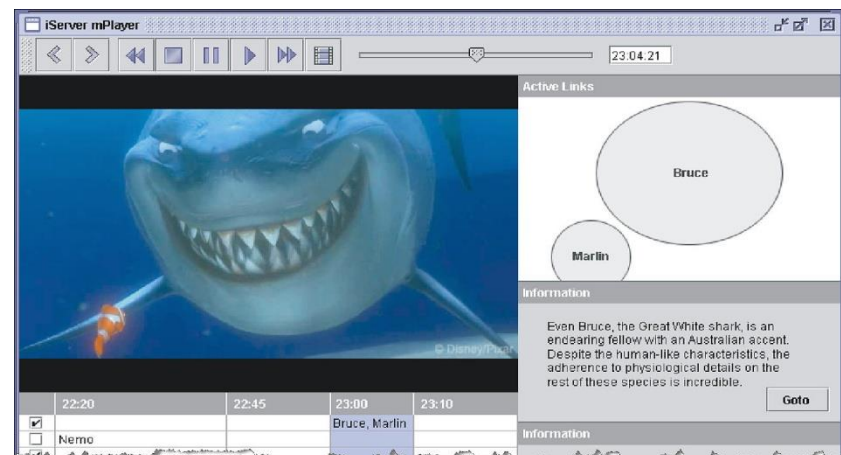 iServer mPlayer
23:04:21
Active Links
Bruce
Marlin
© Disney/Pixar
Information
Even Bruce, the Great White shark, is an
endearing fellow with an Australian accent.
Despite the human-like characteristics, the
adherence to physiological details on the
rest of these species is incredible.
Goto
22:20 22:45 23:00 23:10
Bruce, Marlin
Nemo
Information